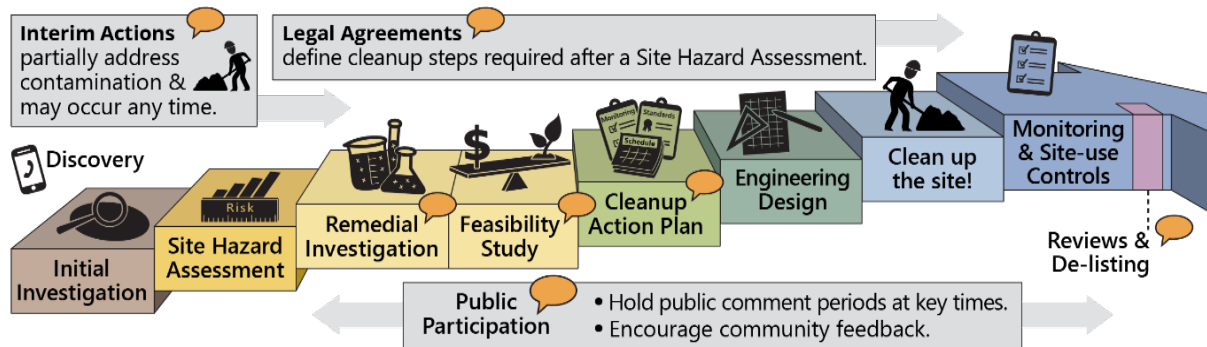 Interim Actions
partially address
contamination &
may occur any time.
Legal Agreements
define cleanup steps required after a Site Hazard Assessment.
Discovery
Initial
Investigation
Risk
Site Hazard
Assessment
Remedial
Investigation
$
Feasibility
Study
Monitoring
Standards
Schedule
Cleanup
Action Plan
Engineering
Design
Clean up
the site!
Monitoring
& Site-use
Controls
Reviews &
De-listing
Public
Participation
• Hold public comment periods at key times.
• Encourage community feedback.